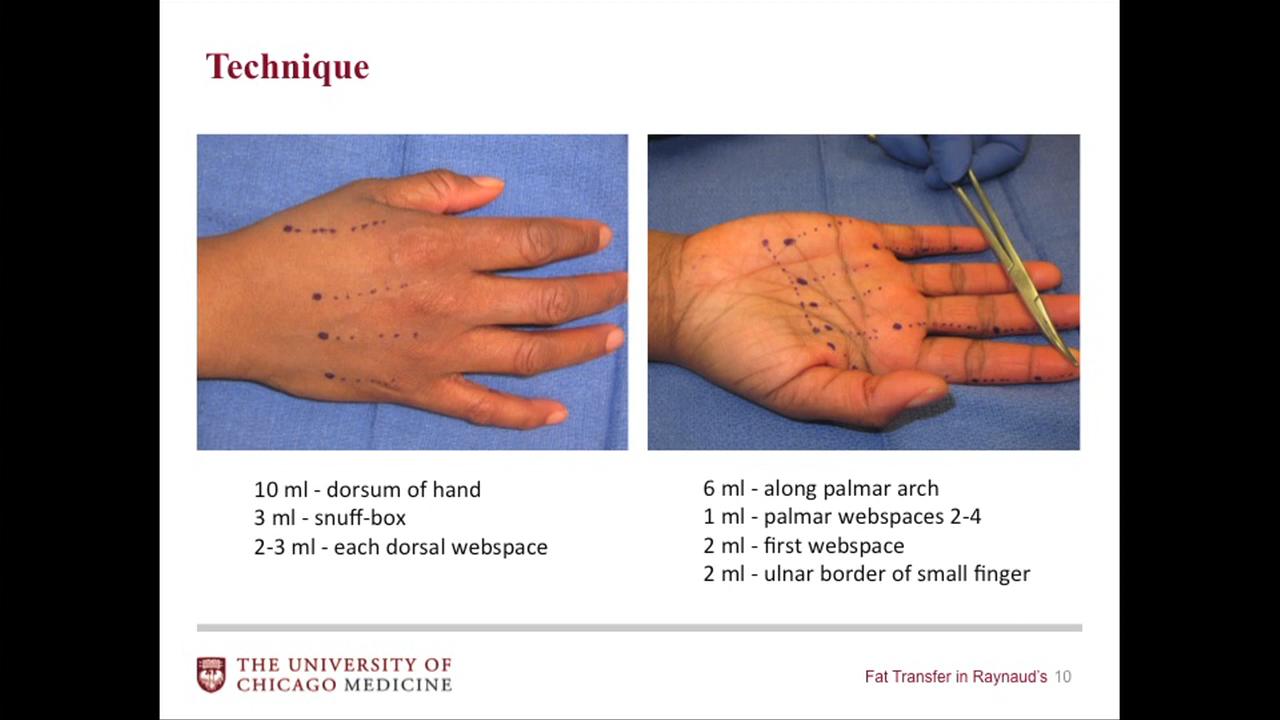 Technique
10 ml - dorsum of hand
3 ml - snuff-box
2-3 ml - each dorsal webspace
6 ml - along palmar arch
1 ml - palmar webspaces 2-4
2 ml - first webspace
2 ml - ulnar border of small finger
THE UNIVERSITY OF
CHICAGO MEDICINE
Fat Transfer in Raynaud's 10